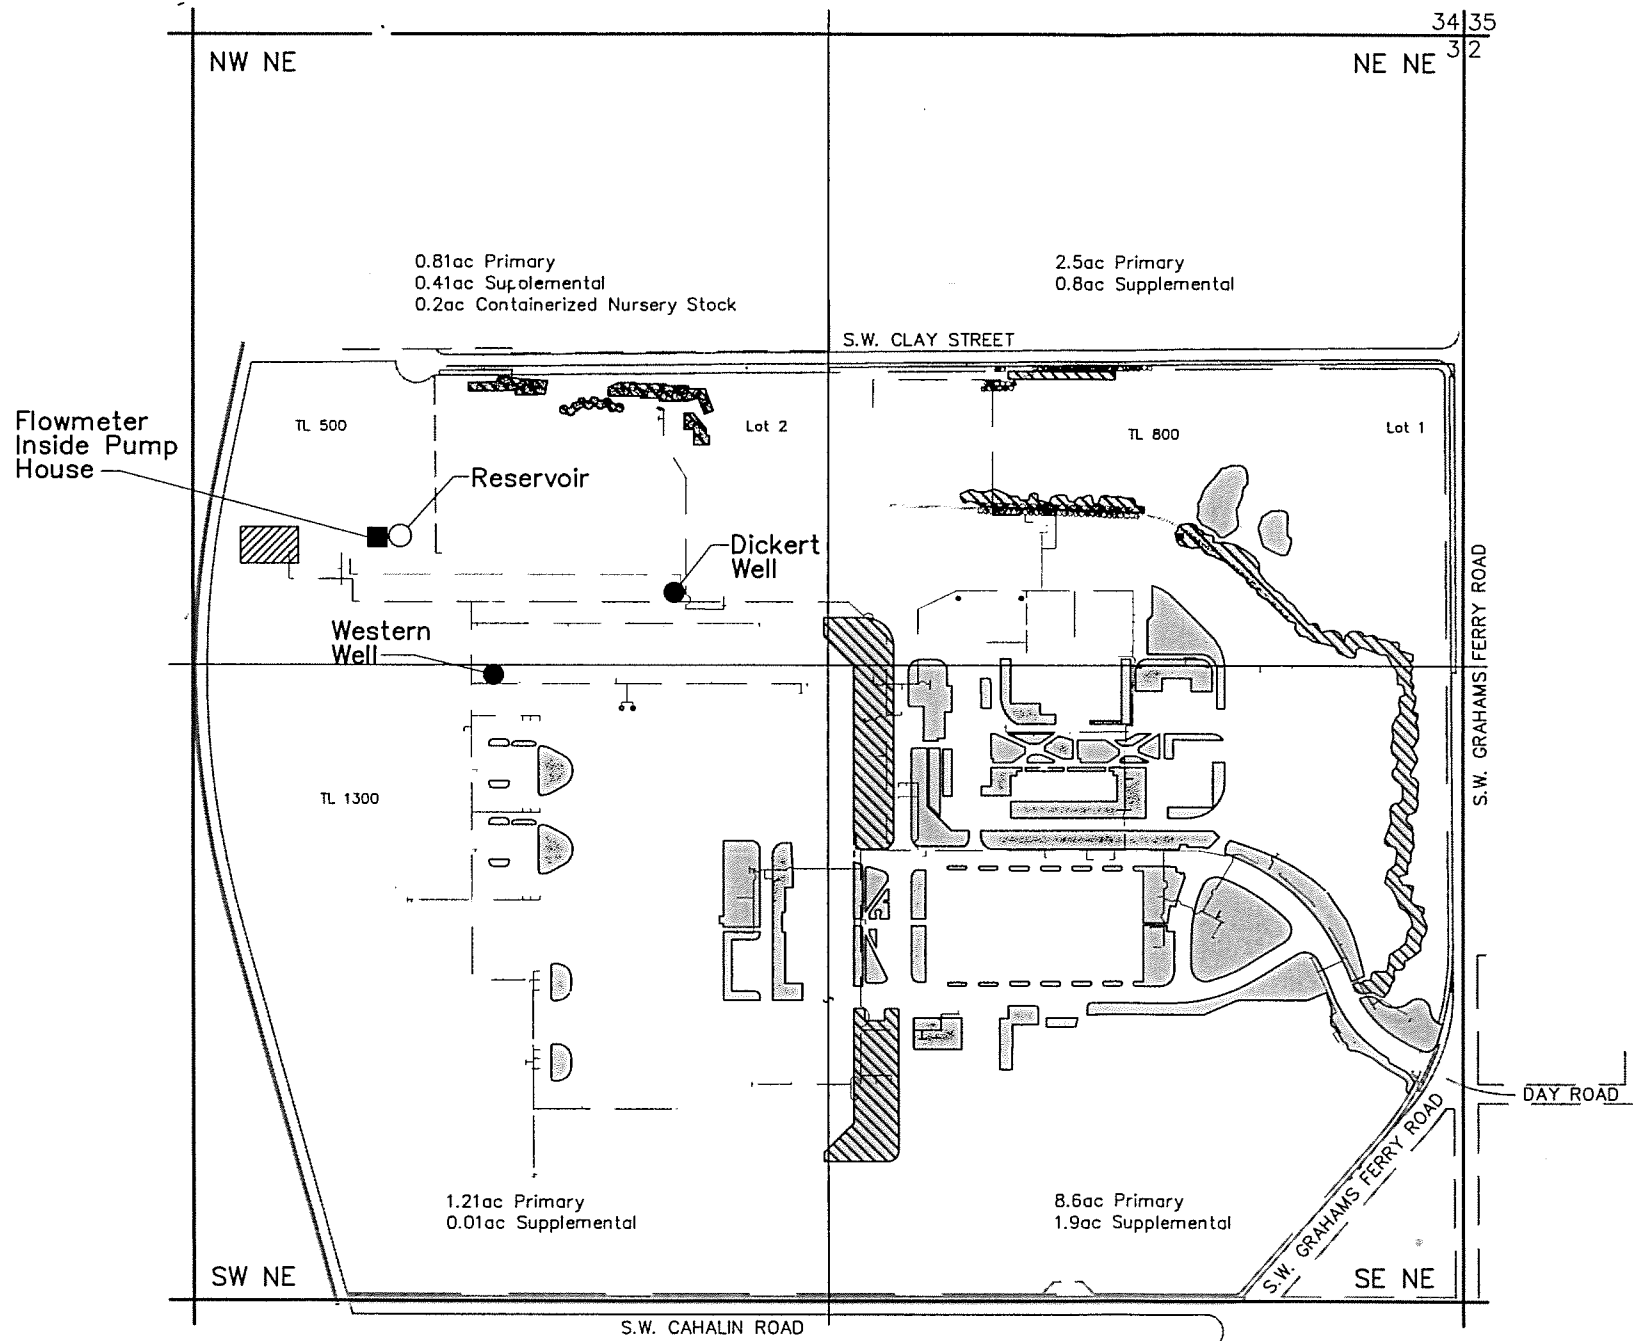 34 35
3 2
NW NE
NE NE
0.81ac Primary
0.41ac Supplemental
0.2ac Containerized Nursery Stock
2.5ac Primary
0.8ac Supplemental
S.W. CLAY STREET
TL 500
Lot 2
TL 800
Lot 1
Flowmeter
Inside Pump
House
Reservoir
Dickert
Well
Western
Well
S.W. GRAHAMS FERRY ROAD
TL 1300
DAY ROAD
S.W. GRAHAMS FERRY ROAD
1.21ac Primary
0.01ac Supplemental
8.6ac Primary
1.9ac Supplemental
SW NE
SE NE
S.W. CAHALIN ROAD